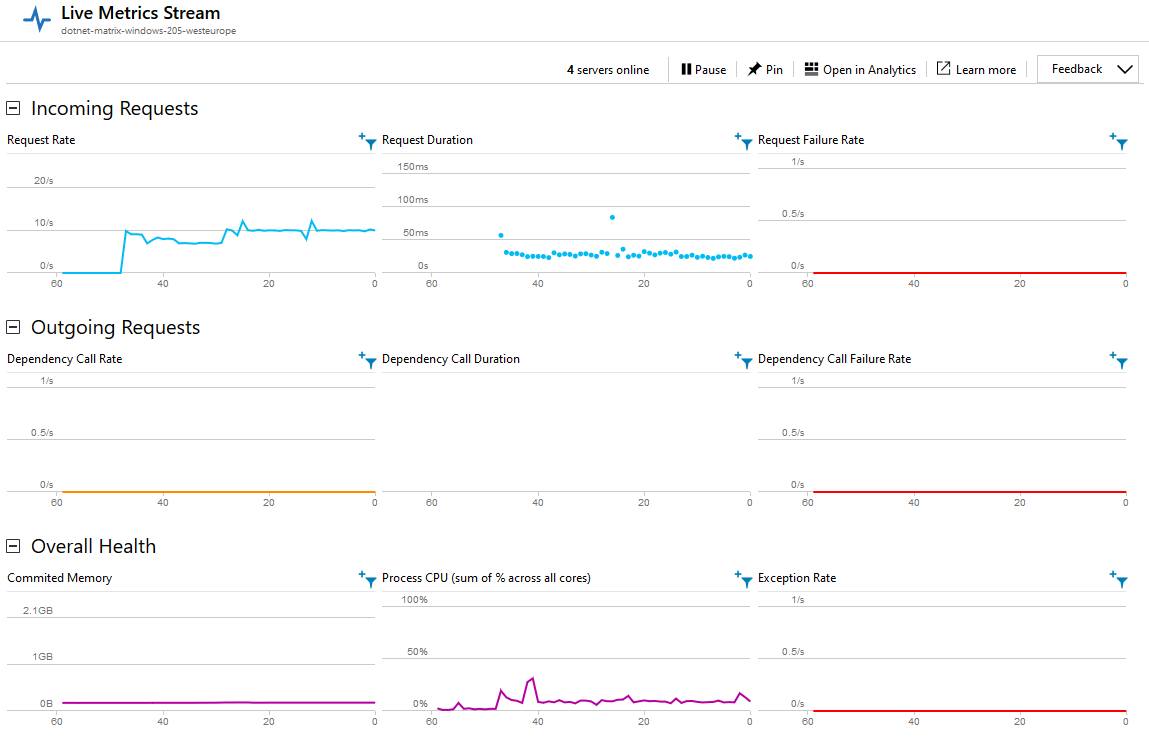 Live Metrics Stream
dotnet-matrix-windows-205-westeurope
4 servers online Pause Pin Open in Analytics Learn more Feedback
Incoming Requests
Request Rate
20/s
10/s
0/s
60 40 20 0
Request Duration
150ms
100ms
50ms
0s
60 40 20 0
Request Failure Rate
1/s
0.5/s
0/s
60 40 20 0
Outgoing Requests
Dependency Call Rate
1/s
0.5/s
0/s
60 40 20 0
Dependency Call Duration
60 40 20 0
Dependency Call Failure Rate
1/s
0.5/s
0/s
60 40 20 0
Overall Health
Commited Memory
2.1GB
1GB
0B
60 40 20 0
Process CPU (sum of % across all cores)
100%
50%
0%
60 40 20 0
Exception Rate
1/s
0.5/s
0/s
60 40 20 0